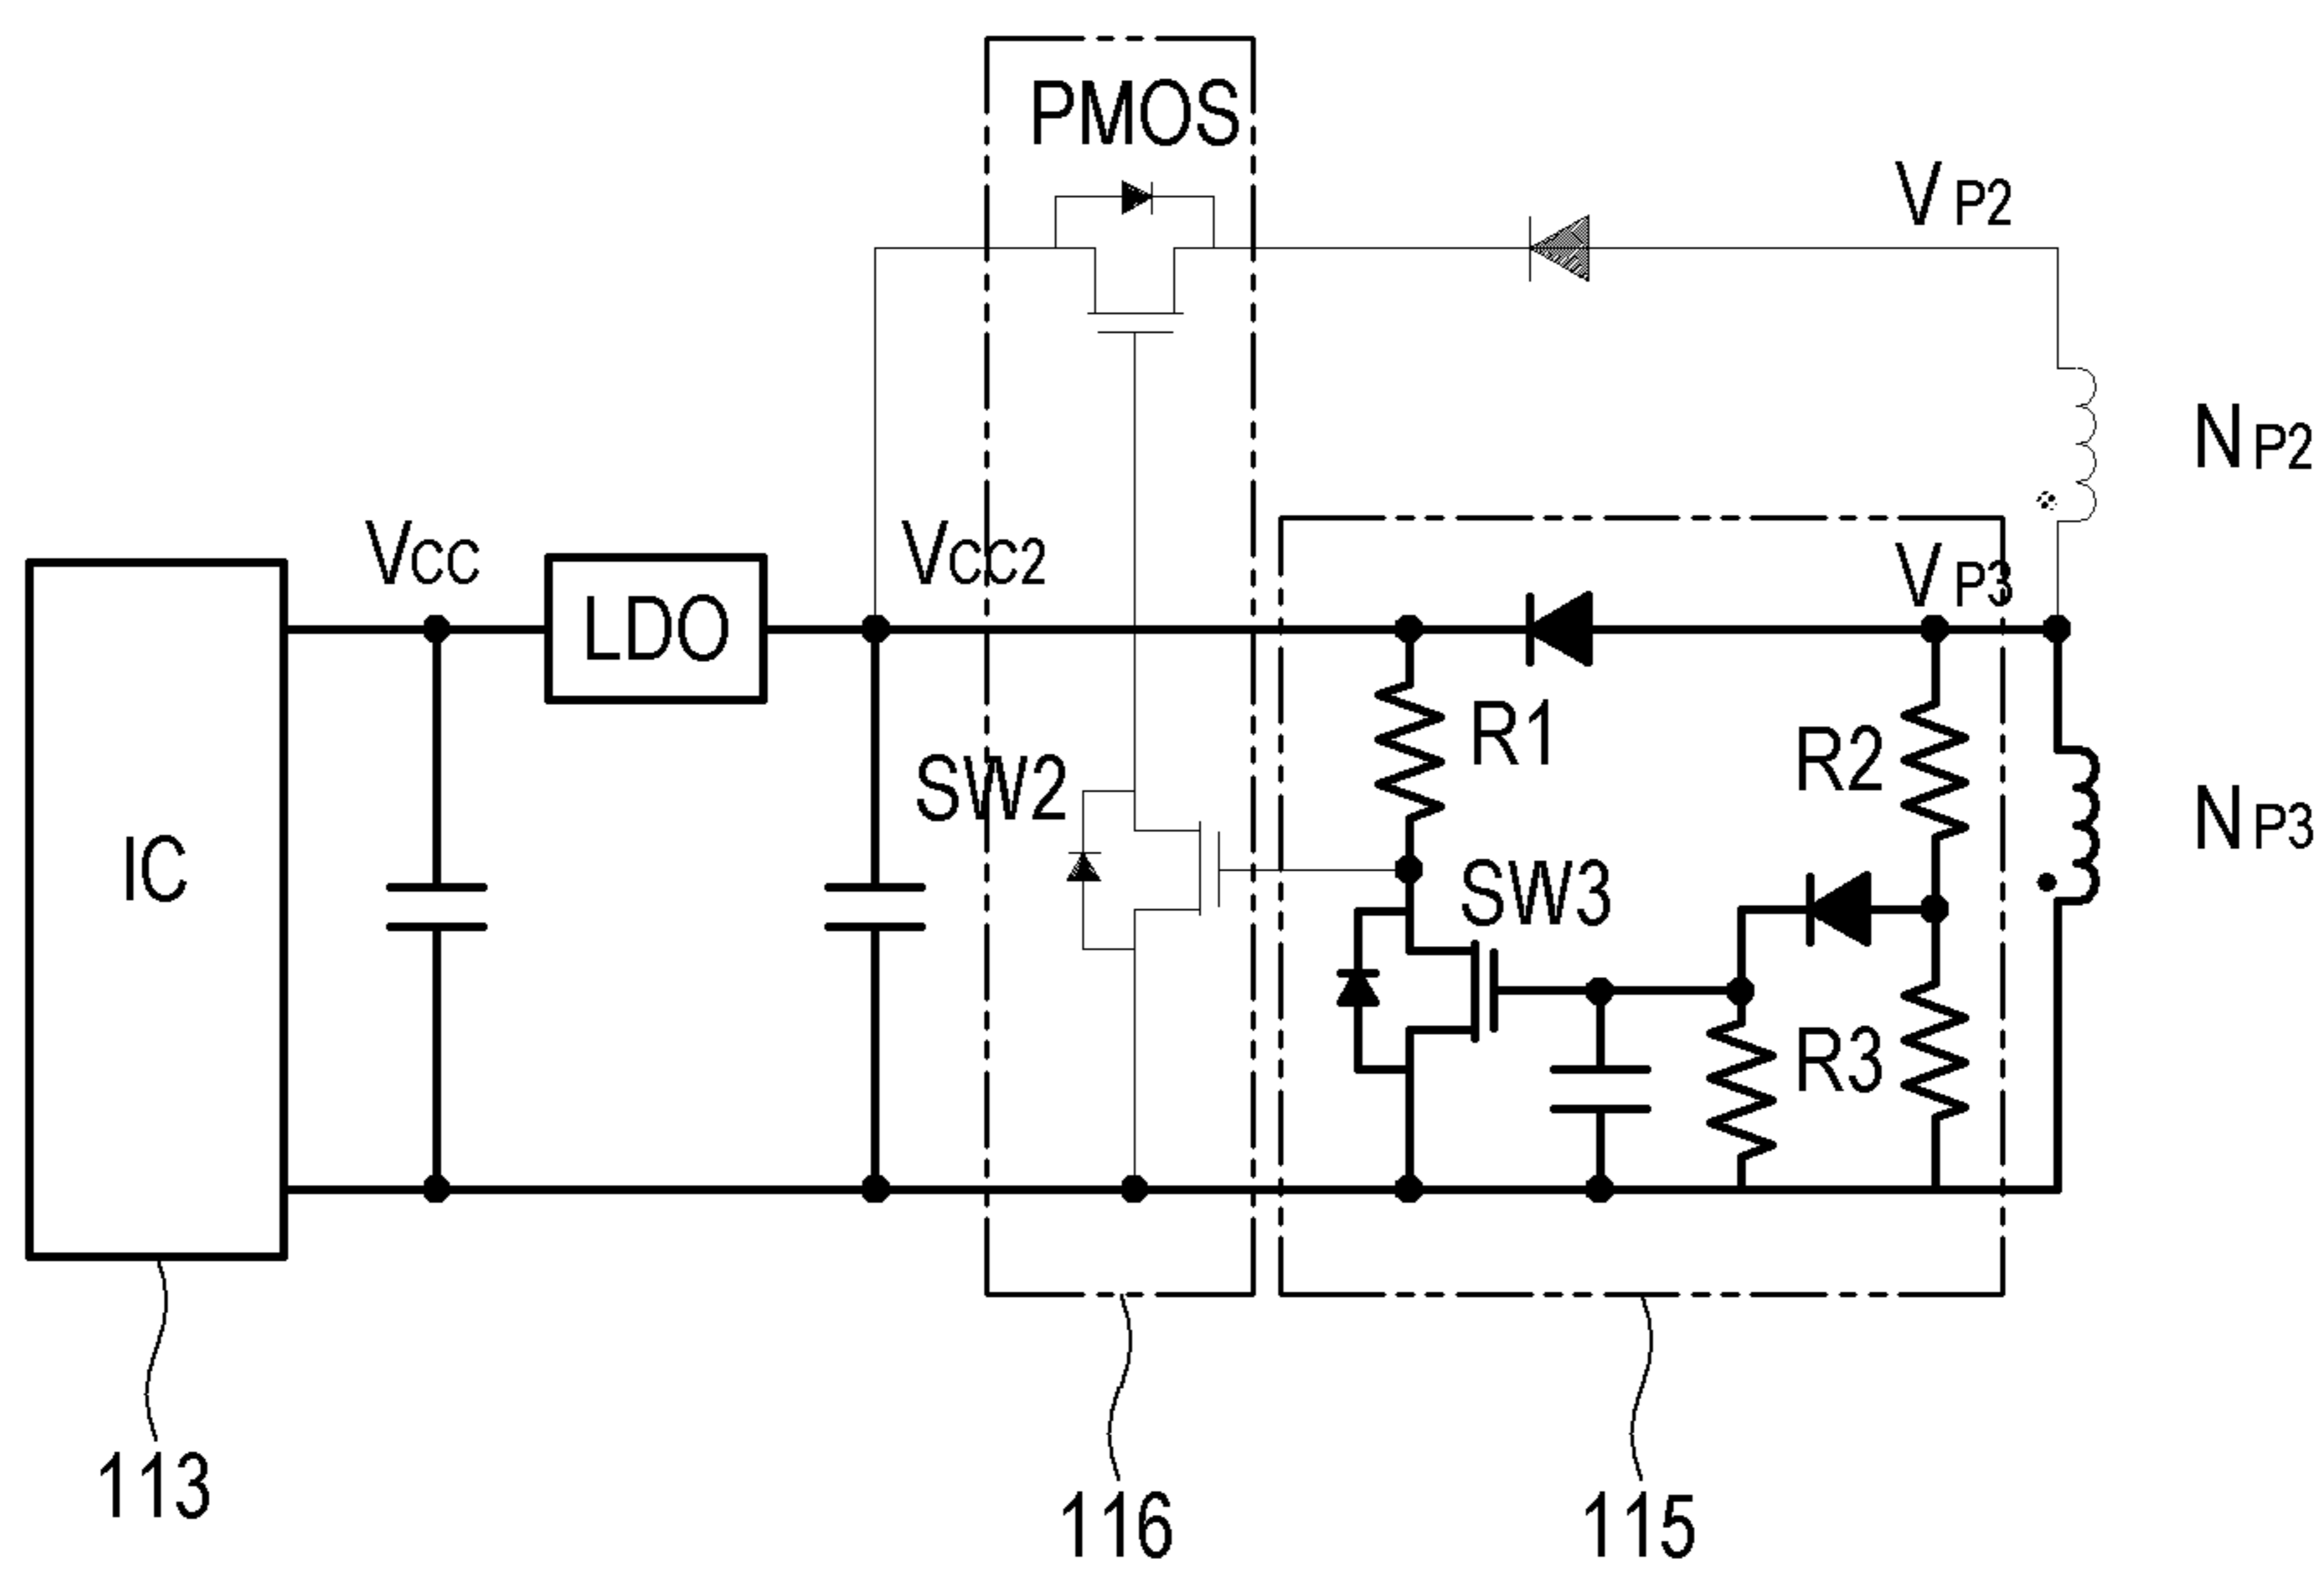 PMOS
VP2
NP2
VCC
LDO
VCC2
VP3
R1
R2
SW2
NP3
IC
SW3
R3
113
116
115